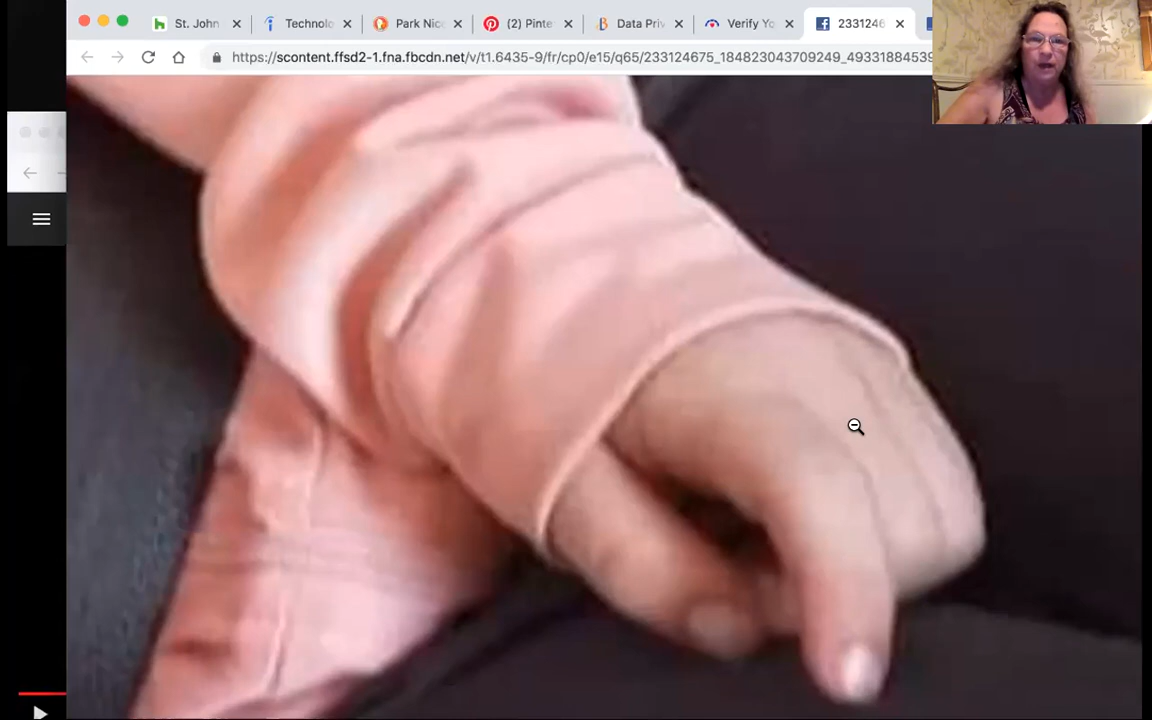 St. John
Technolo
Park Nic
(2) Pinte
Data Priv
Verify Yo
2331246
https://scontent.ffsd2-1.fna.fbcdn.net/v/t1.6435-9/fr/cp0/e15/q65/233124675_184823043709249_49331884539